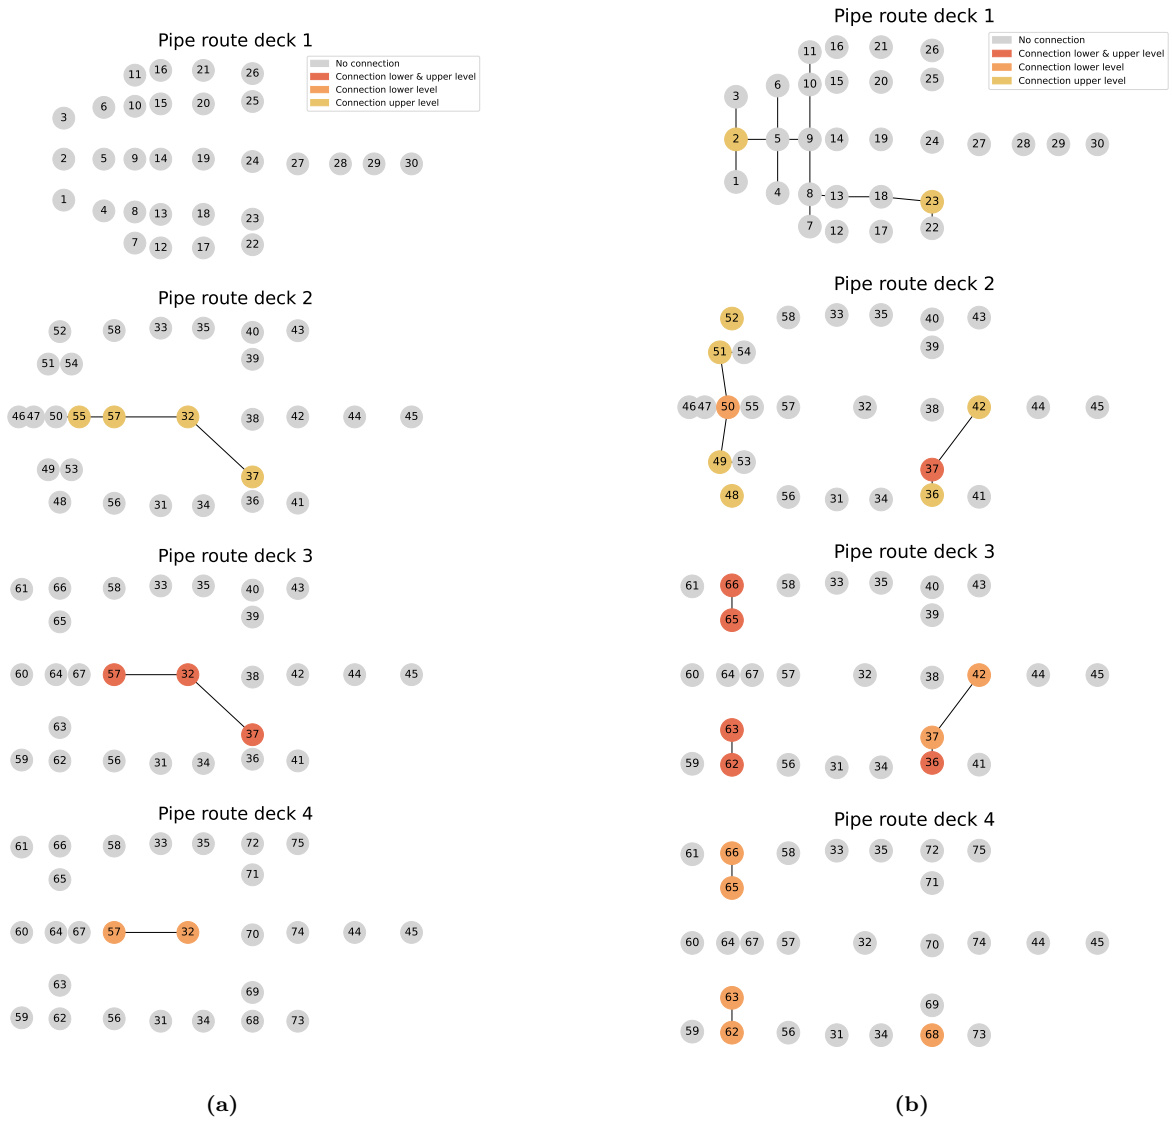 Pipe route deck 1
No connection
Connection lower & upper level
Connection lower level
Connection upper level
11 16 21 26
6 10 15 20 25
3
2 5 9 14 19 24 27 28 29 30
1 4 8 13 18 23
7 12 17 22
Pipe route deck 2
52 58 33 35 40 43
51 54 39
46 47 50 55 57 32 38 42 44 45
49 53 37
48 56 31 34 36 41
Pipe route deck 3
61 66 58 33 35 40 43
65 39
60 64 67 57 32 38 42 44 45
63 37
59 62 56 31 34 36 41
Pipe route deck 4
61 66 58 33 35 72 75
65 71
60 64 67 57 32 70 74 44 45
63 69
59 62 56 31 34 68 73
(a)
Pipe route deck 1
No connection
Connection lower & upper level
Connection lower level
Connection upper level
11 16 21 26
3 6 10 15 20 25
2 5 9 14 19 24 27 28 29 30
1 4 8 13 18 23
7 12 17 22
Pipe route deck 2
52 58 33 35 40 43
51 54 39
46 47 50 55 57 32 38 42 44 45
49 53 37
48 56 31 34 36 41
Pipe route deck 3
61 66 58 33 35 40 43
65 39
60 64 67 57 32 38 42 44 45
63 37
59 62 56 31 34 36 41
Pipe route deck 4
61 66 58 33 35 72 75
65 71
60 64 67 57 32 70 74 44 45
63 69
59 62 56 31 34 68 73
(b)